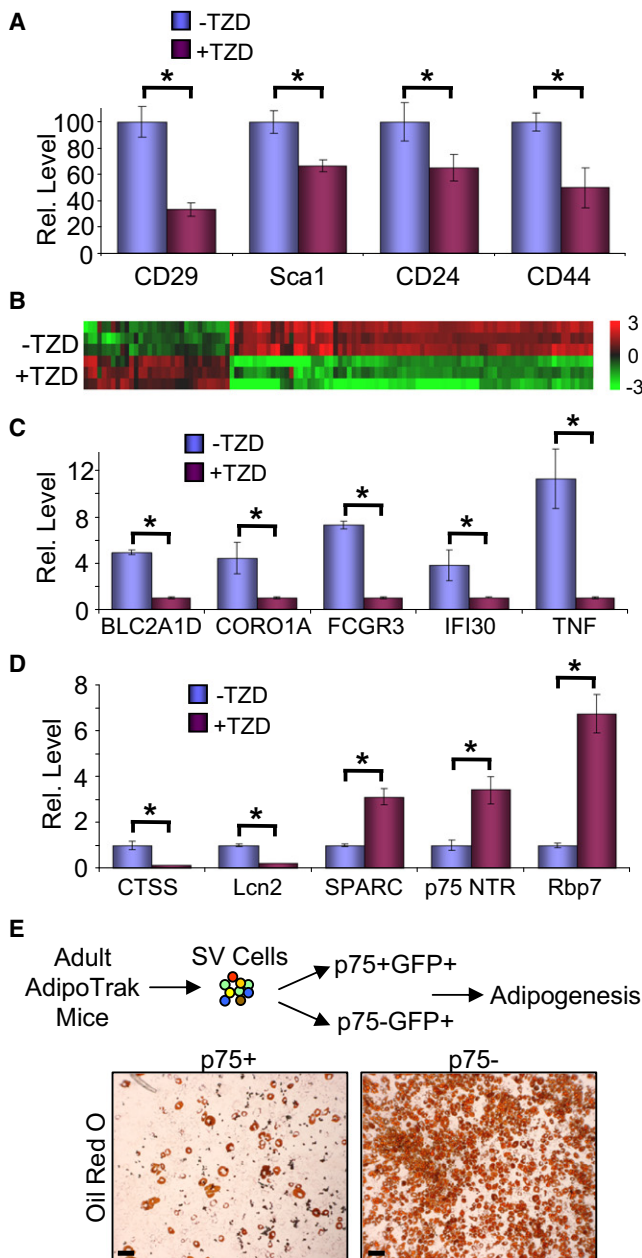 A
-TZD
+TZD
* * * *
Rel. Level
100
80
60
40
20
0
CD29 Sca1 CD24 CD44
B
-TZD
+TZD
3
0
-3
C
-TZD
+TZD
* * * * *
Rel. Level
12
8
4
0
BLC2A1D CORO1A FCGR3 IFI30 TNF
D
-TZD
+TZD
* * * * *
Rel. Level
8
6
4
2
0
CTSS Lcn2 SPARC p75 NTR Rbp7
E
Adult
AdipoTrak
Mice
SV Cells
p75+GFP+
p75-GFP+
Adipogenesis
p75+ p75-
Oil Red O